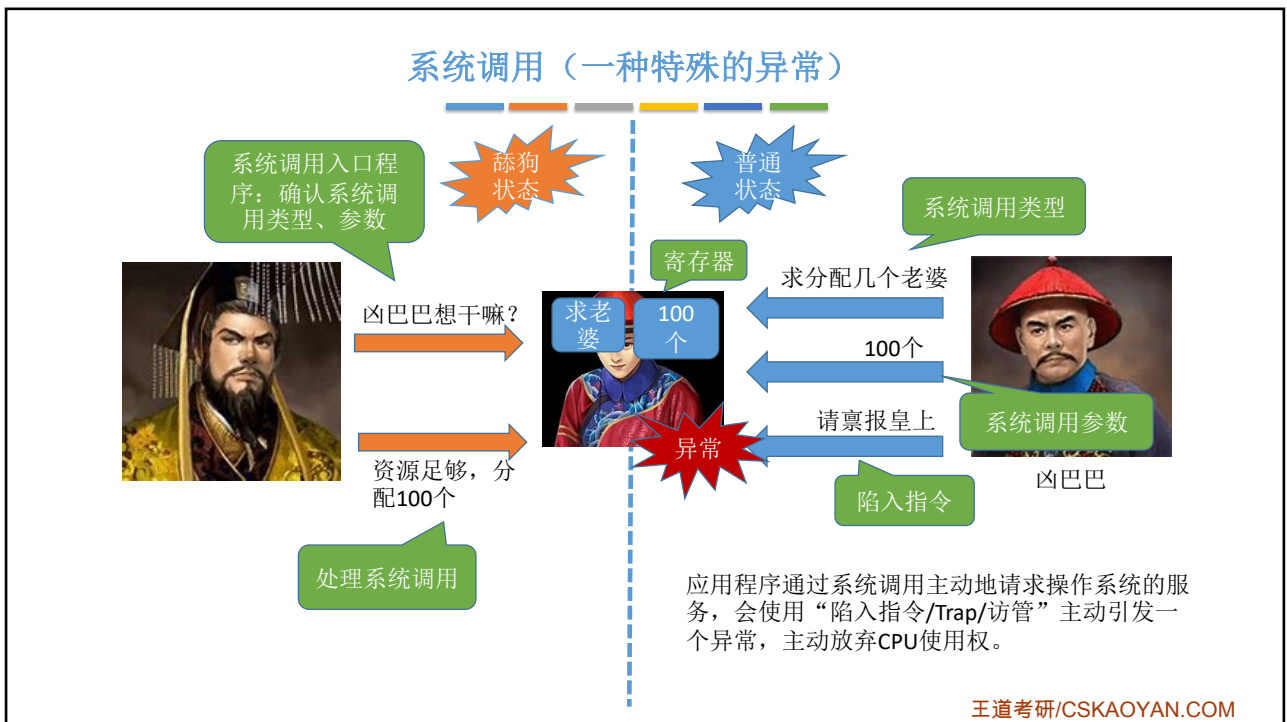 系统调用（一种特殊的异常）
系统调用入口程
序：确认系统调
用类型、参数
舔狗
状态
普通
状态
系统调用类型
寄存器
求分配几个老婆
凶巴巴想干嘛？
求老
婆
100
个
100个
系统调用参数
请禀报皇上
异常
资源足够，分
配100个
凶巴巴
陷入指令
处理系统调用
应用程序通过系统调用主动地请求操作系统的服
务，会使用“陷入指令/Trap/访管”主动引发一
个异常，主动放弃CPU使用权。
王道考研/CSKAOYAN.COM